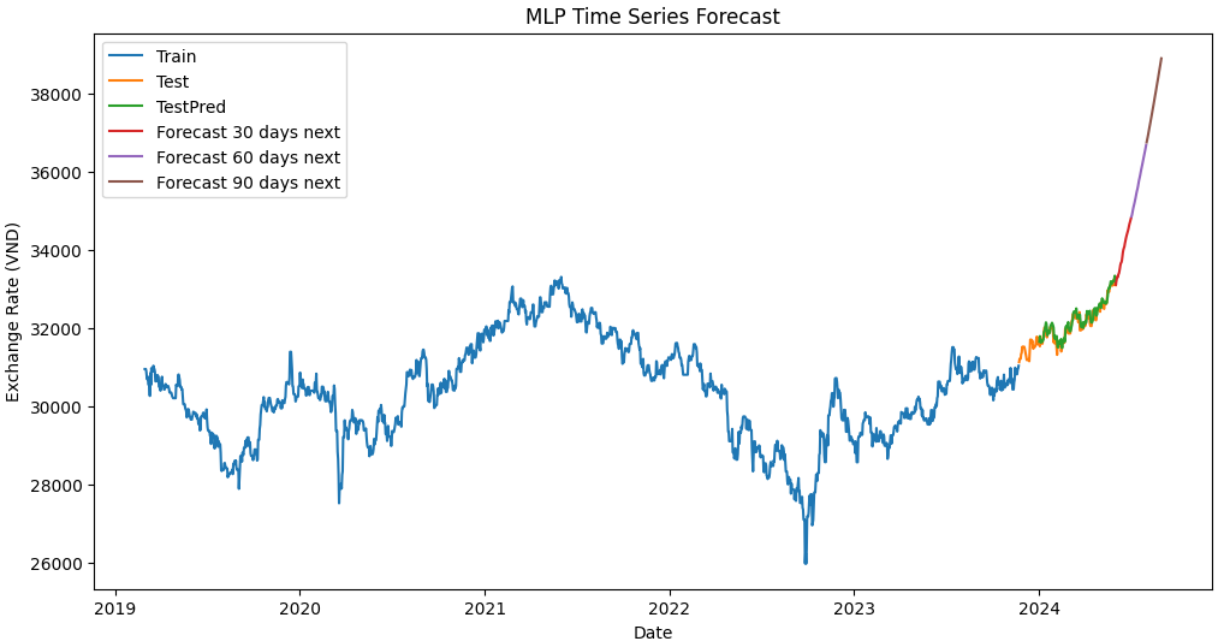 MLP Time Series Forecast
Train
Test
TestPred
Forecast 30 days next
Forecast 60 days next
Forecast 90 days next
Exchange Rate (VND)
38000
36000
34000
32000
30000
28000
26000
2019
2020
2021
2022
2023
2024
Date